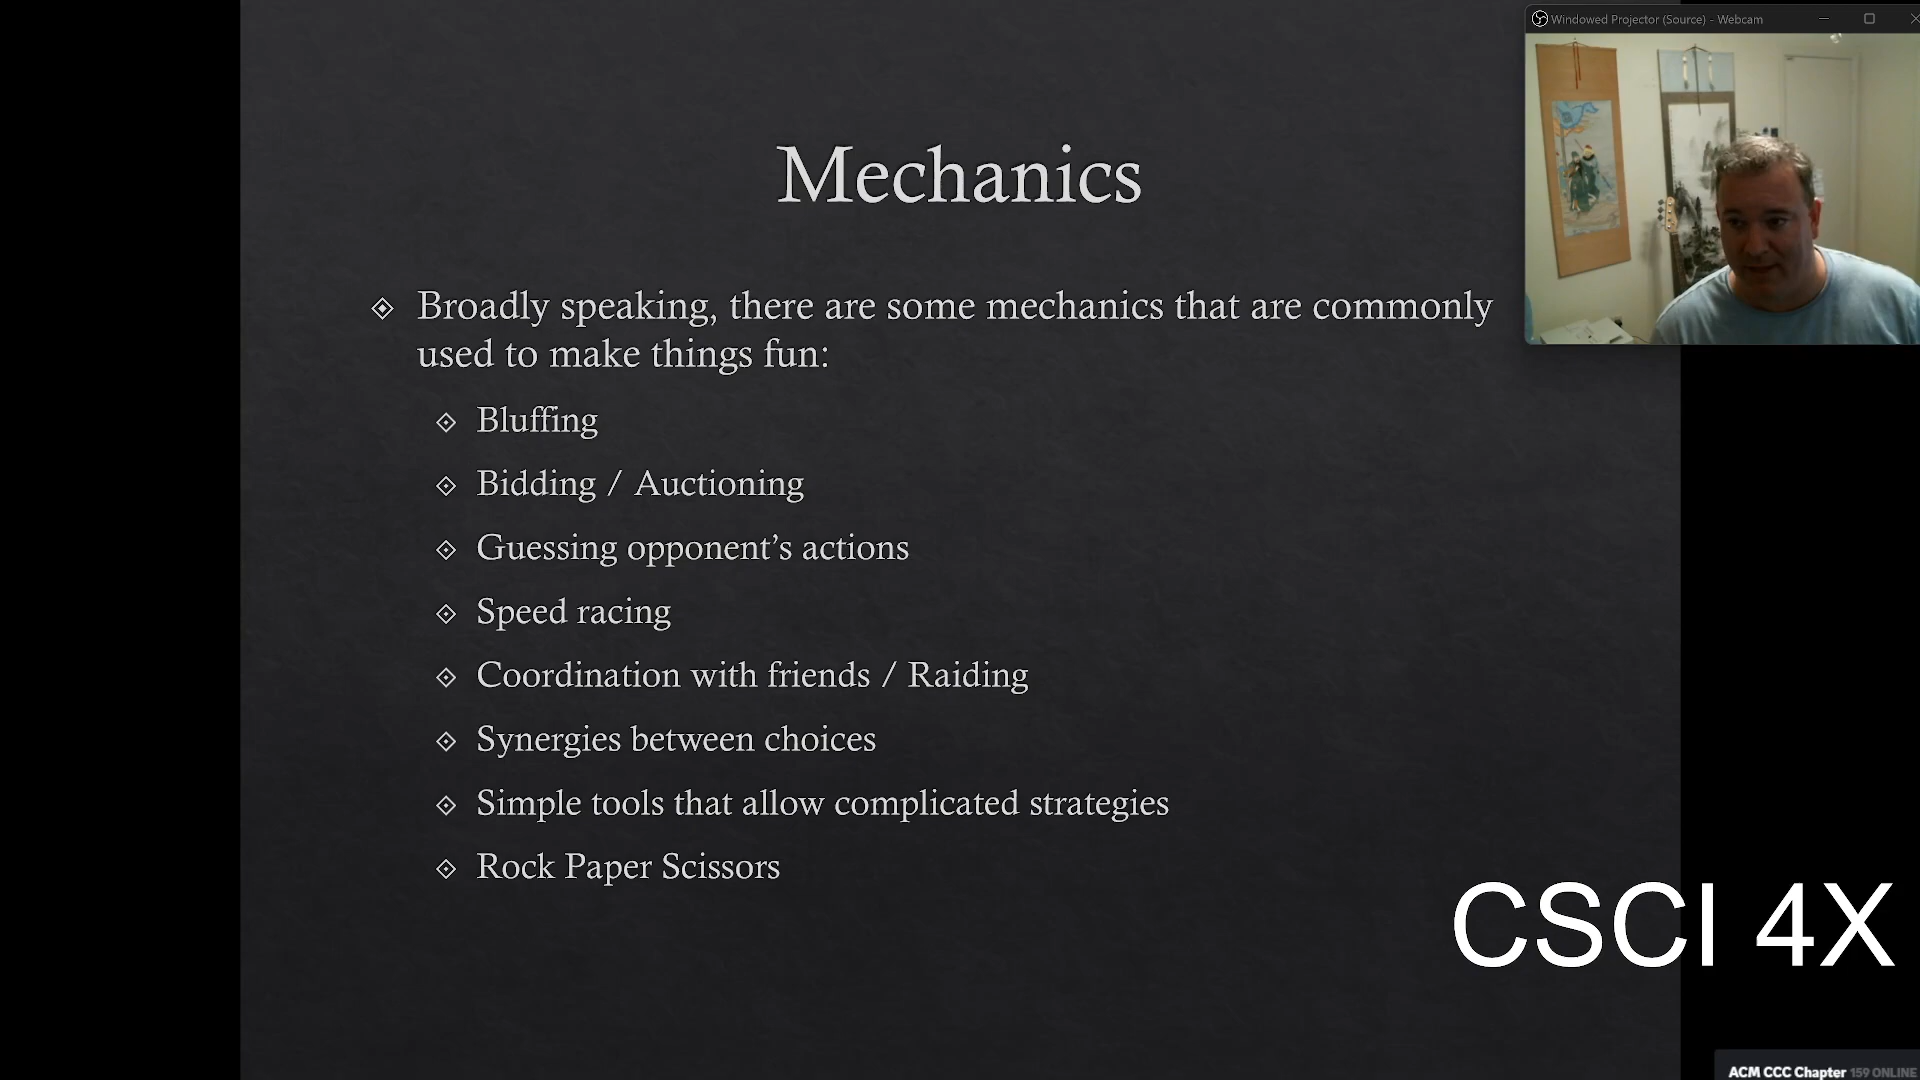 Windowed Projector (Source) - Webcam
Mechanics
Broadly speaking, there are some mechanics that are commonly
used to make things fun:
Bluffing
Bidding / Auctioning
Guessing opponent’s actions
Speed racing
Coordination with friends / Raiding
Synergies between choices
Simple tools that allow complicated strategies
Rock Paper Scissors
CSCI 4X
ACM CCC Chapter 159 ONLINE